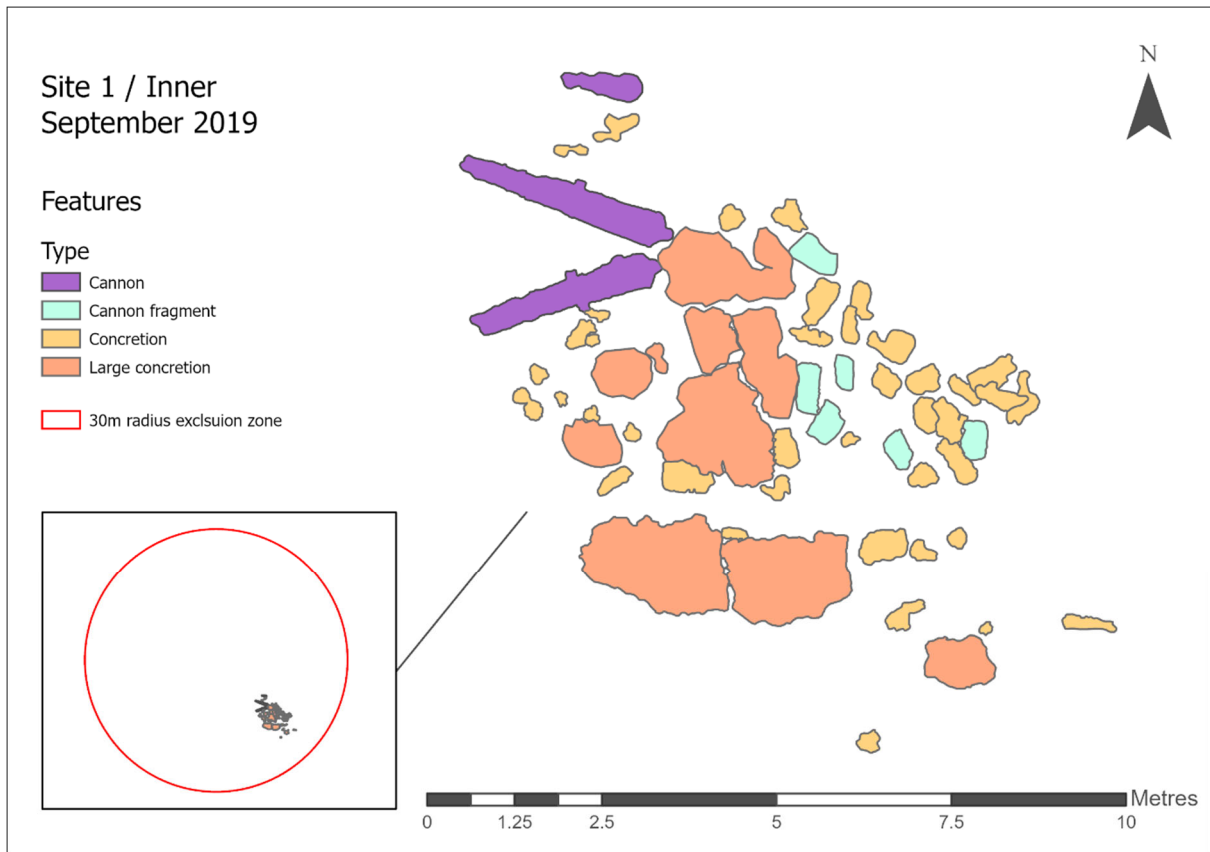 Site 1 / Inner
September 2019
N
Features
Type
Cannon
Cannon fragment
Concretion
Large concretion
30m radius exclsuion zone
Metres
0 1.25 2.5 5 7.5 10